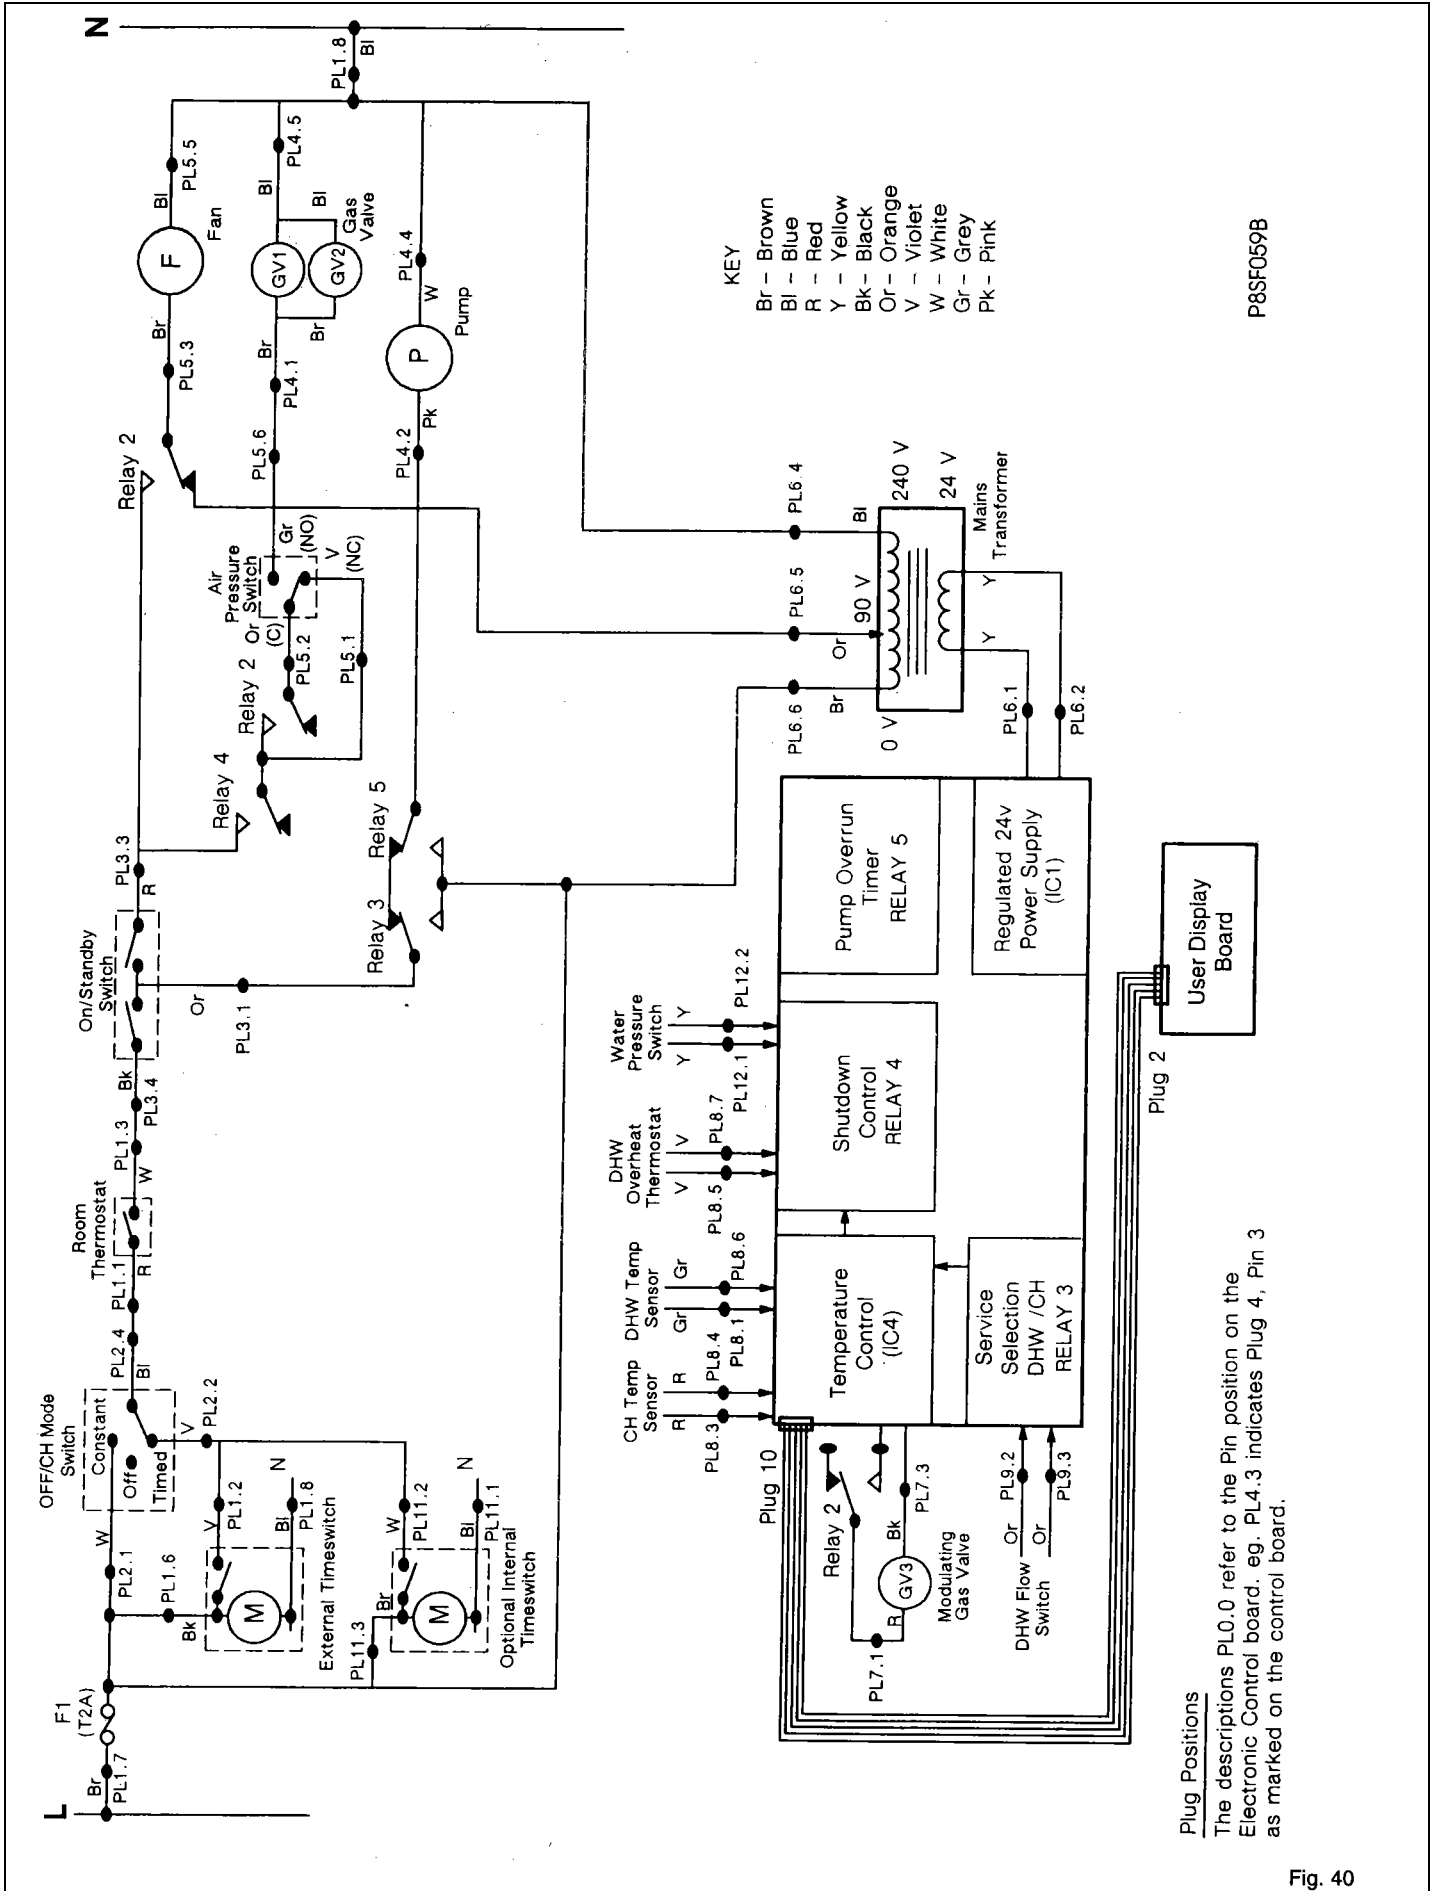 L
Br
PL1.7
F1
(T2A)
PL2.1
W
OFF/CH Mode
Switch
Constant
Off
Timed
Bl
PL2.4
PL1.1
R
Room
Thermostat
W
PL1.3
PL3.4
Bk
On/Standby
Switch
R
PL3.3
Or
PL3.1
Relay 4
Relay 2
Relay 2
PL5.3
Br
F
Fan
Bl
PL5.5
PL1.8
Bl
N
Bk
PL1.6
V
PL1.2
Bl
PL1.8
N
V
PL2.2
M
External Timeswitch
PL11.3
Br
W
PL11.2
Bl
PL11.1
N
M
Optional Internal
Timeswitch
PL5.2
PL5.1
Or
(C)
Air
Pressure
Switch
Gr
(NO)
V
(NC)
PL5.6
PL4.1
Br
Br
GV1
GV2
Bl
Bl
Gas
Valve
PL4.5
Relay 3
Relay 5
PL4.2
Pk
P
Pump
W
PL4.4
PL6.6
Br
PL6.5
Or
PL6.4
Bl
0 V
90 V
240 V
24 V
Mains
Transformer
Y
Y
PL6.1
PL6.2
KEY
Br - Brown
Bl - Blue
R - Red
Y - Yellow
Bk - Black
Or - Orange
V - Violet
W - White
Gr - Grey
Pk - Pink
CH Temp
Sensor
R
R
PL8.3
PL8.4
DHW Temp
Sensor
Gr
Gr
PL8.1
PL8.6
DHW
Overheat
Thermostat
V
V
PL8.5
PL8.7
Water
Pressure
Switch
Y
Y
PL12.1
PL12.2
Plug 10
Temperature
Control
(IC4)
Shutdown
Control
RELAY 4
Pump Overrun
Timer
RELAY 5
Service
Selection
DHW /CH
RELAY 3
Regulated 24v
Power Supply
(IC1)
Relay 2
PL7.1
R
GV3
Bk
PL7.3
Modulating
Gas Valve
DHW Flow
Switch
Or
Or
PL9.2
PL9.3
Plug 2
User Display
Board
Plug Positions
The descriptions PL0.0 refer to the Pin position on the
Electronic Control board. eg. PL4.3 indicates Plug 4, Pin 3
as marked on the control board.
P8SF059B
Fig. 40